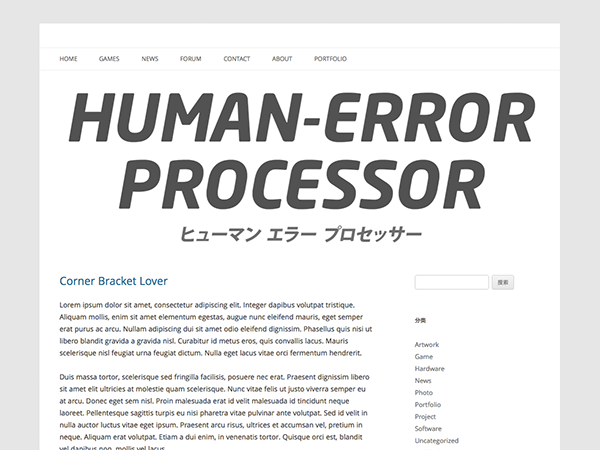 HOME GAMES NEWS FORUM CONTACT ABOUT PORTFOLIO
HUMAN-ERROR
PROCESSOR
ヒューマン エラー プロセッサー
Corner Bracket Lover
Lorem ipsum dolor sit amet, consectetur adipiscing elit. Integer dapibus volutpat tristique.
Aliquam mollis, enim sit amet elementum egestas, augue nunc eleifend mauris, eget semper
erat purus ac arcu. Nullam adipiscing dui sit amet odio eleifend dignissim. Phasellus quis nisi ut
libero blandit gravida a gravida nisl. Curabitur id metus eros, quis convallis lacus. Mauris
scelerisque nisl feugiat urna feugiat dictum. Nulla eget lacus vitae orci fermentum hendrerit.
Duis massa tortor, scelerisque sed fringilla facilisis, posuere nec erat. Praesent dignissim libero
sit amet elit ultricies at molestie quam scelerisque. Nunc vitae felis ut justo viverra semper eu
at arcu. Donec eget sem nisl. Proin malesuada erat id velit malesuada id tincidunt neque
laoreet. Pellentesque sagittis turpis eu nisi pharetra vitae pulvinar ante volutpat. Sed id velit in
nulla auctor luctus vitae eget ipsum. Praesent arcu risus, ultrices et accumsan vel, pretium in
neque. Aliquam erat volutpat. Etiam a dui enim, in venenatis tortor. Quisque orci est, blandit
vel dapibus non, mollis vel lacus.
搜索
分类
Artwork
Game
Hardware
News
Photo
Portfolio
Project
Software
Uncategorized